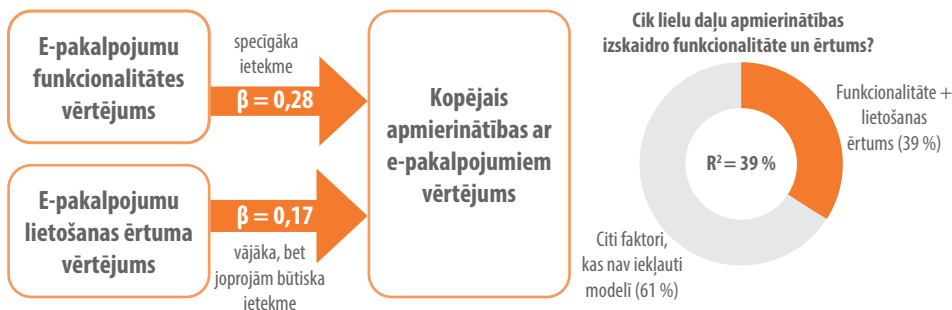 E-pakalpojumu
funkcionalitātes
vērtējums
specīgāka
ietekme
β = 0,28
E-pakalpojumu
lietošanas ērtuma
vērtējums
β = 0,17
vājāka, bet
joprojām būtiska
ietekme
Kopējais
apmierinātības ar
e-pakalpojumiem
vērtējums
Cik lielu daļu apmierinātības
izskaidro funkcionalitāte un ērtums?
Funkcionalitāte +
lietošanas
ērtums (39 %)
R² = 39 %
Citi faktori,
kas nav iekļauti
modelī (61 %)